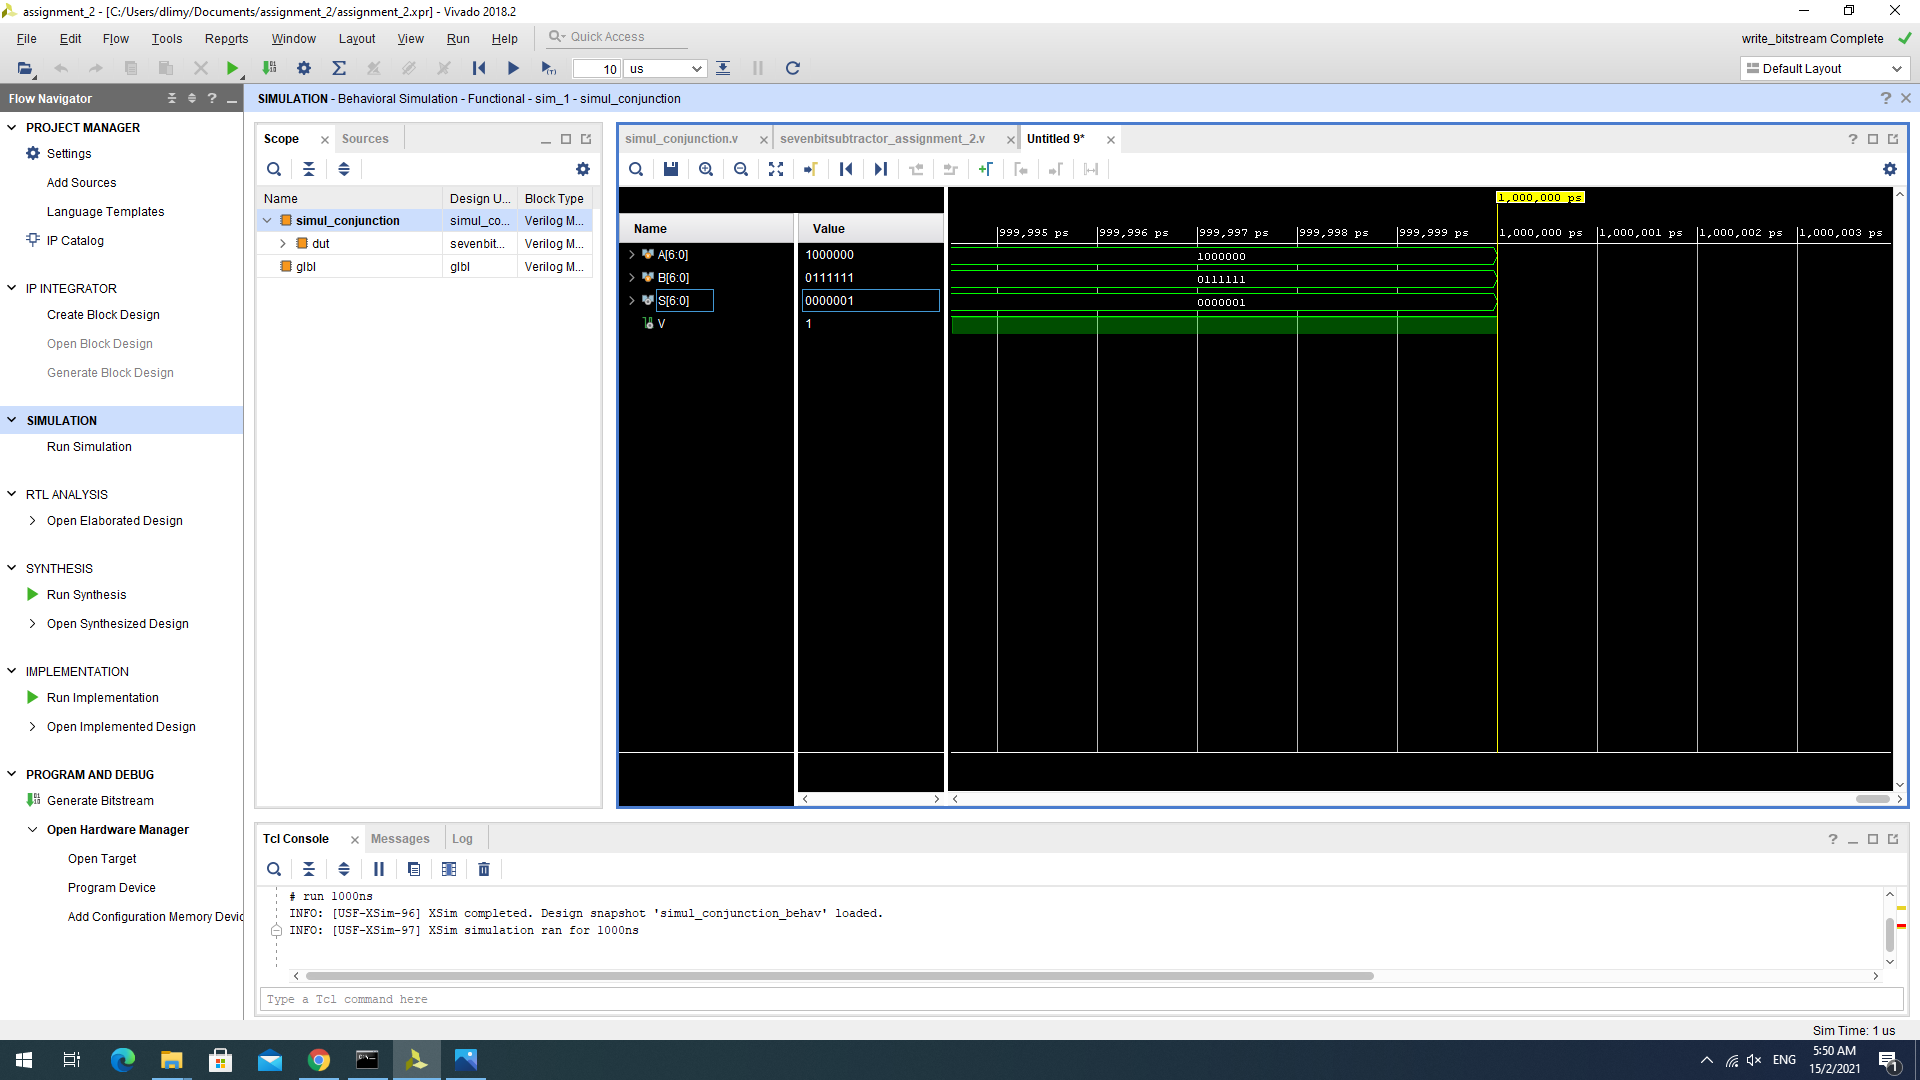 assignment_2 - [C:/Users/dlimy/Documents/assignment_2/assignment_2.xpr] - Vivado 2018.2
File Edit Flow Tools Reports Window Layout View Run Help Quick Access
write_bitstream Complete
10 us
Default Layout
Flow Navigator
SIMULATION - Behavioral Simulation - Functional - sim_1 - simul_conjunction
PROJECT MANAGER
Settings
Add Sources
Language Templates
IP Catalog
IP INTEGRATOR
Create Block Design
Open Block Design
Generate Block Design
SIMULATION
Run Simulation
RTL ANALYSIS
Open Elaborated Design
SYNTHESIS
Run Synthesis
Open Synthesized Design
IMPLEMENTATION
Run Implementation
Open Implemented Design
PROGRAM AND DEBUG
Generate Bitstream
Open Hardware Manager
Open Target
Program Device
Add Configuration Memory Devic
Scope Sources
Name Design U... Block Type
simul_conjunction simul_co... Verilog M...
dut sevenbit... Verilog M...
glbl glbl Verilog M...
simul_conjunction.v sevenbitsubtractor_assignment_2.v Untitled 9*
1,000,000 ps
Name Value
999,995 ps 999,996 ps 999,997 ps 999,998 ps 999,999 ps 1,000,000 ps 1,000,001 ps 1,000,002 ps 1,000,003 ps
A[6:0] 1000000 1000000
B[6:0] 0111111 0111111
S[6:0] 0000001 0000001
V 1
Tcl Console Messages Log
# run 1000ns
INFO: [USF-XSim-96] XSim completed. Design snapshot 'simul_conjunction_behav' loaded.
INFO: [USF-XSim-97] XSim simulation ran for 1000ns
Type a Tcl command here
Sim Time: 1 us
ENG
5:50 AM
15/2/2021
1